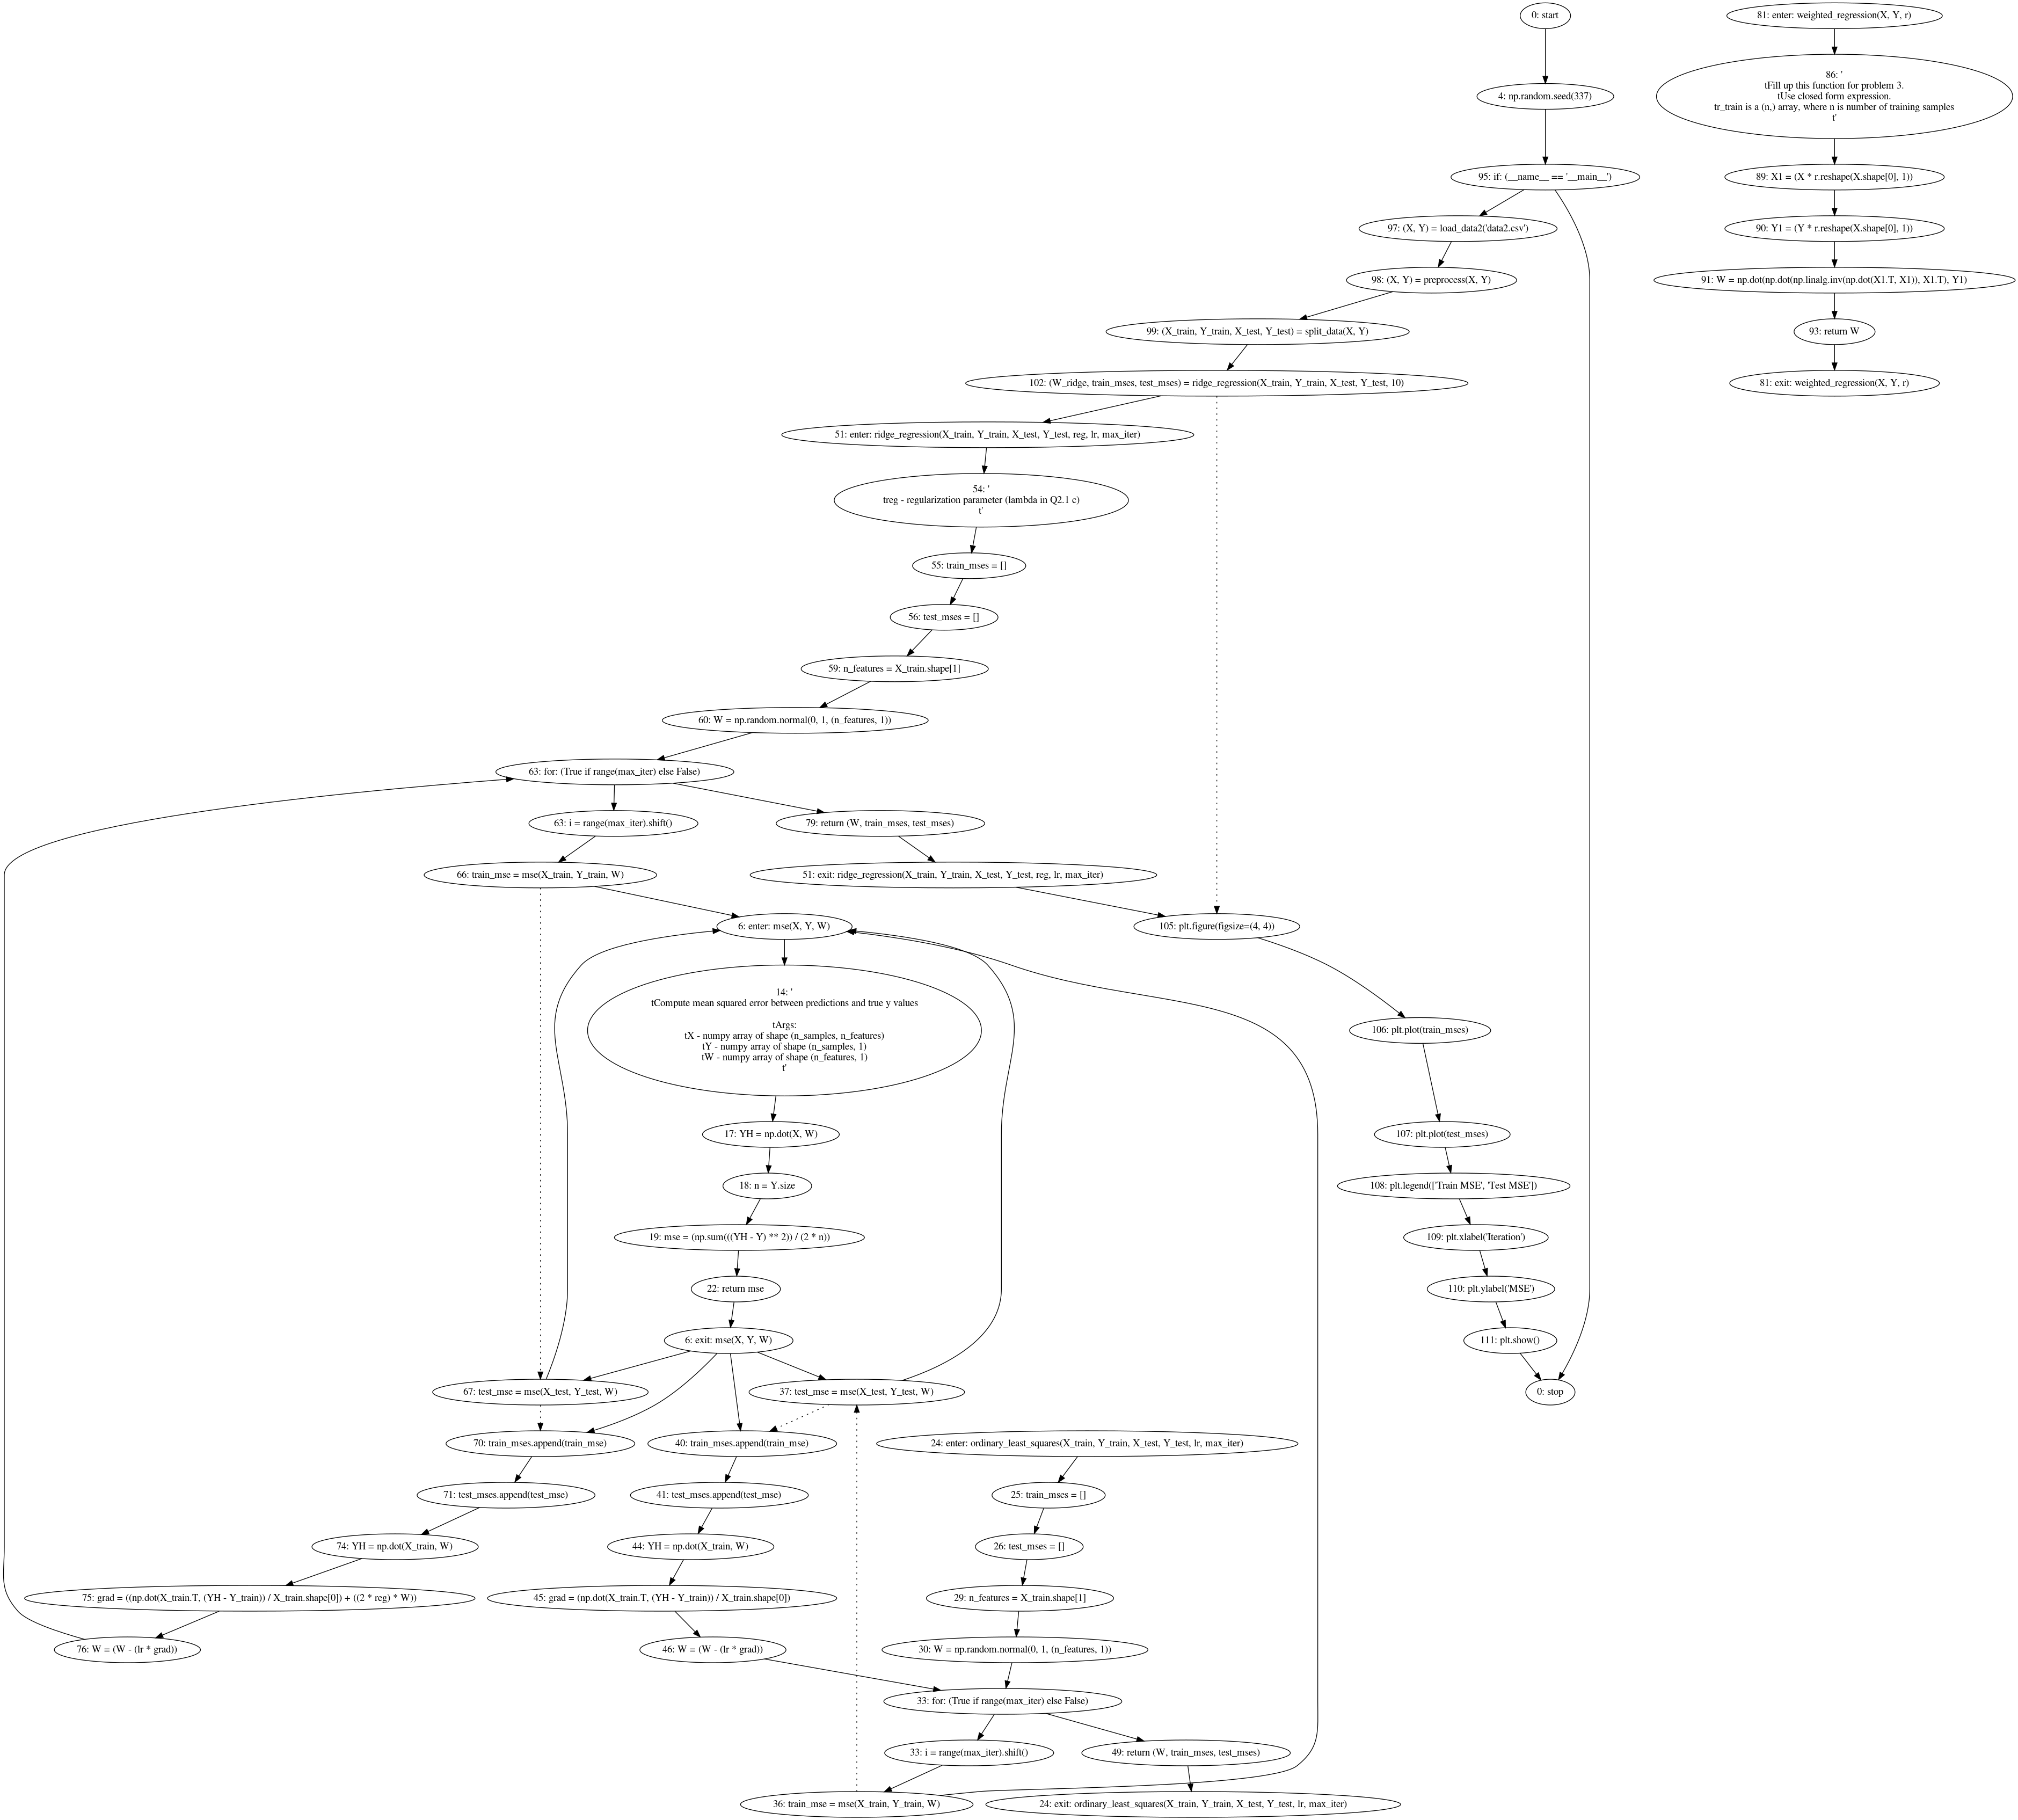 0: start
4: np.random.seed(337)
95: if: (__name__ == '__main__')
97: (X, Y) = load_data2('data2.csv')
98: (X, Y) = preprocess(X, Y)
99: (X_train, Y_train, X_test, Y_test) = split_data(X, Y)
102: (W_ridge, train_mses, test_mses) = ridge_regression(X_train, Y_train, X_test, Y_test, 10)
51: enter: ridge_regression(X_train, Y_train, X_test, Y_test, reg, lr, max_iter)
54: '
treg - regularization parameter (lambda in Q2.1 c)
t'
55: train_mses = []
56: test_mses = []
59: n_features = X_train.shape[1]
60: W = np.random.normal(0, 1, (n_features, 1))
63: for: (True if range(max_iter) else False)
63: i = range(max_iter).shift()
79: return (W, train_mses, test_mses)
66: train_mse = mse(X_train, Y_train, W)
51: exit: ridge_regression(X_train, Y_train, X_test, Y_test, reg, lr, max_iter)
6: enter: mse(X, Y, W)
105: plt.figure(figsize=(4, 4))
14: '
tCompute mean squared error between predictions and true y values
tArgs:
tX - numpy array of shape (n_samples, n_features)
tY - numpy array of shape (n_samples, 1)
tW - numpy array of shape (n_features, 1)
t'
106: plt.plot(train_mses)
17: YH = np.dot(X, W)
107: plt.plot(test_mses)
18: n = Y.size
108: plt.legend(['Train MSE', 'Test MSE'])
19: mse = (np.sum(((YH - Y) ** 2)) / (2 * n))
109: plt.xlabel('Iteration')
22: return mse
110: plt.ylabel('MSE')
6: exit: mse(X, Y, W)
111: plt.show()
67: test_mse = mse(X_test, Y_test, W)
37: test_mse = mse(X_test, Y_test, W)
0: stop
70: train_mses.append(train_mse)
40: train_mses.append(train_mse)
24: enter: ordinary_least_squares(X_train, Y_train, X_test, Y_test, lr, max_iter)
71: test_mses.append(test_mse)
41: test_mses.append(test_mse)
25: train_mses = []
74: YH = np.dot(X_train, W)
44: YH = np.dot(X_train, W)
26: test_mses = []
75: grad = ((np.dot(X_train.T, (YH - Y_train)) / X_train.shape[0]) + ((2 * reg) * W))
45: grad = (np.dot(X_train.T, (YH - Y_train)) / X_train.shape[0])
29: n_features = X_train.shape[1]
76: W = (W - (lr * grad))
46: W = (W - (lr * grad))
30: W = np.random.normal(0, 1, (n_features, 1))
33: for: (True if range(max_iter) else False)
33: i = range(max_iter).shift()
49: return (W, train_mses, test_mses)
36: train_mse = mse(X_train, Y_train, W)
24: exit: ordinary_least_squares(X_train, Y_train, X_test, Y_test, lr, max_iter)
81: enter: weighted_regression(X, Y, r)
86: '
tFill up this function for problem 3.
tUse closed form expression.
tr_train is a (n,) array, where n is number of training samples
t'
89: X1 = (X * r.reshape(X.shape[0], 1))
90: Y1 = (Y * r.reshape(X.shape[0], 1))
91: W = np.dot(np.dot(np.linalg.inv(np.dot(X1.T, X1)), X1.T), Y1)
93: return W
81: exit: weighted_regression(X, Y, r)